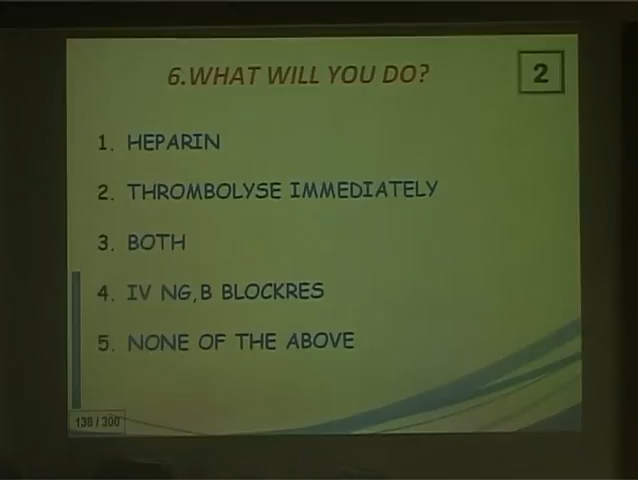 6.WHAT WILL YOU DO?
2
1. HEPARIN
2. THROMBOLYSE IMMEDIATELY
3. BOTH
4. IV NG,B BLOCKRES
5. NONE OF THE ABOVE
138 / 300